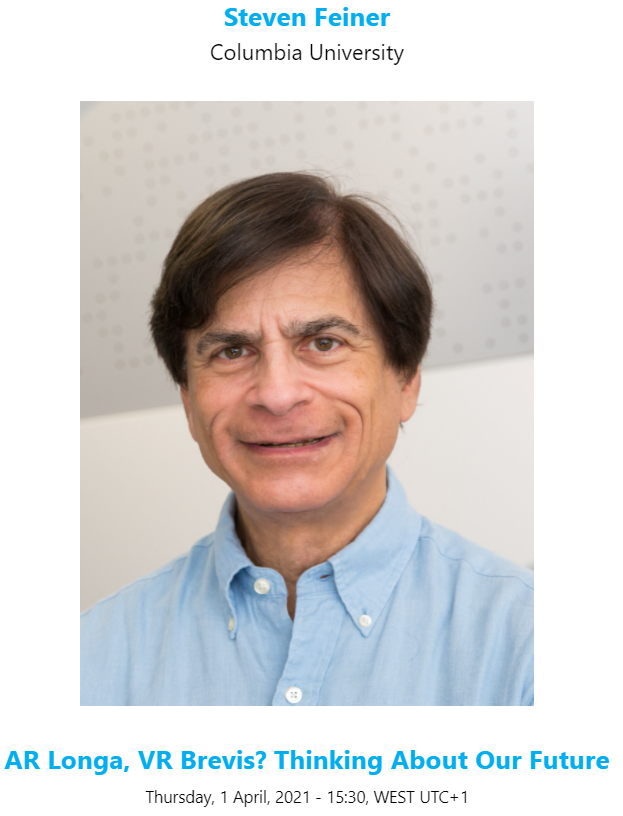 Steven Feiner
Columbia University
AR Longa, VR Brevis? Thinking About Our Future
Thursday, 1 April, 2021 - 15:30, WEST UTC+1